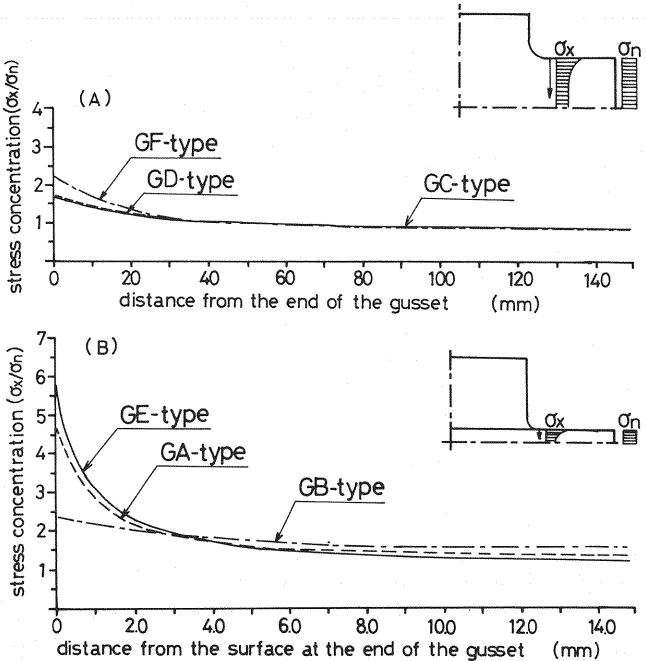 (A)
σx
σn
stress concentration(σx/σn)
4
3
2
1
GF-type
GD-type
GC-type
0
20
40
60
80
100
120
140
distance from the end of the gusset (mm)
(B)
σx
σn
stress concentration (σx/σn)
7
6
5
4
3
2
1
GE-type
GA-type
GB-type
0
2.0
4.0
6.0
8.0
10.0
12.0
14.0
distance from the surface at the end of the gusset (mm)